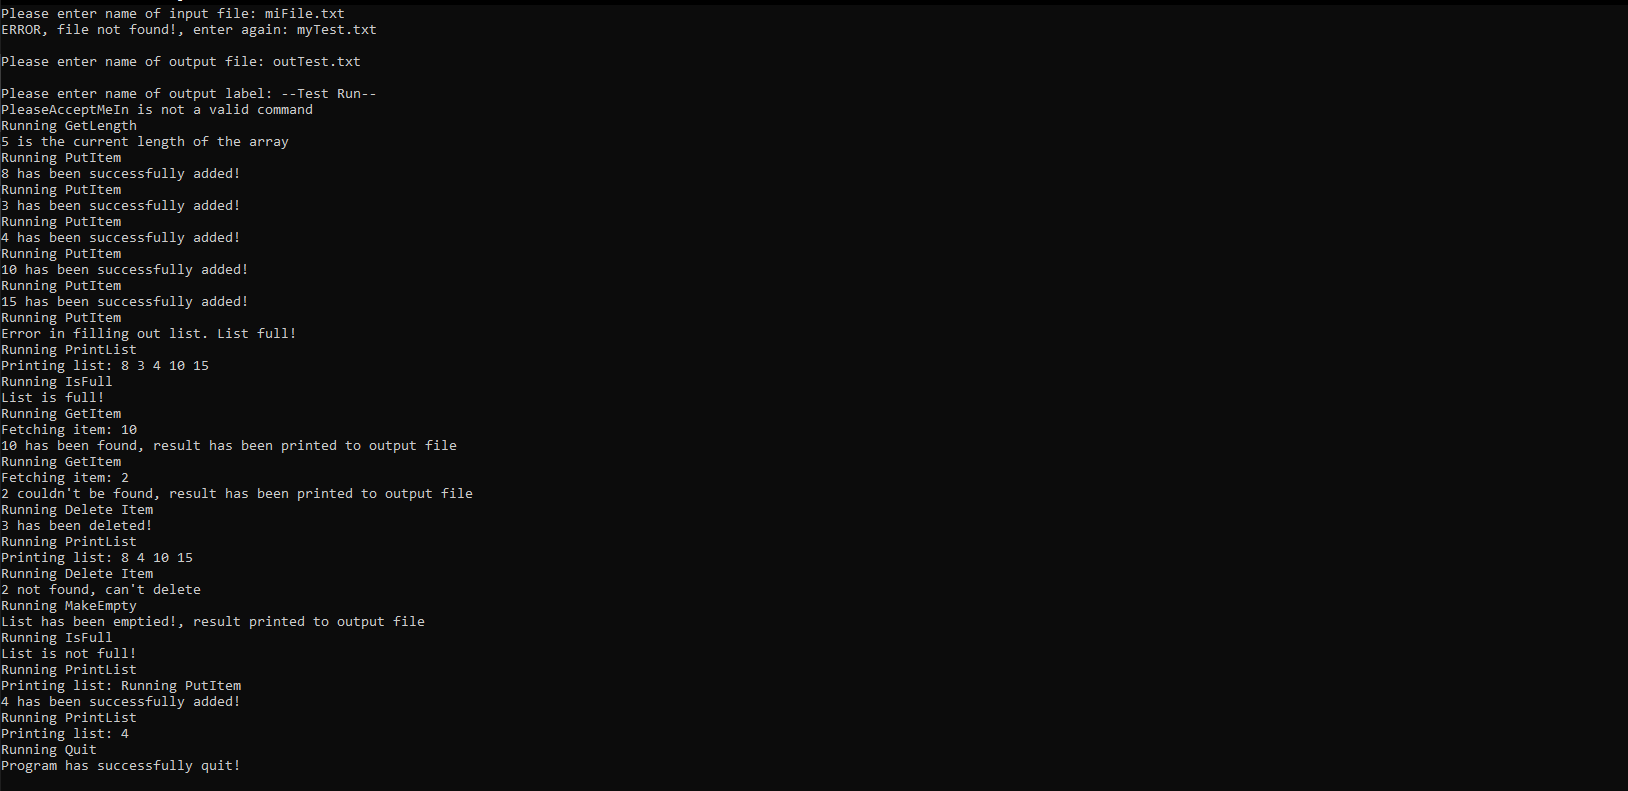 Please enter name of input file: miFile.txt
ERROR, file not found!, enter again: myTest.txt
Please enter name of output file: outTest.txt
Please enter name of output label: --Test Run--
PleaseAcceptMeIn is not a valid command
Running GetLength
5 is the current length of the array
Running PutItem
8 has been successfully added!
Running PutItem
3 has been successfully added!
Running PutItem
4 has been successfully added!
Running PutItem
10 has been successfully added!
Running PutItem
15 has been successfully added!
Running PutItem
Error in filling out list. List full!
Running PrintList
Printing list: 8 3 4 10 15
Running IsFull
List is full!
Running GetItem
Fetching item: 10
10 has been found, result has been printed to output file
Running GetItem
Fetching item: 2
2 couldn't be found, result has been printed to output file
Running Delete Item
3 has been deleted!
Running PrintList
Printing list: 8 4 10 15
Running Delete Item
2 not found, can't delete
Running MakeEmpty
List has been emptied!, result printed to output file
Running IsFull
List is not full!
Running PrintList
Printing list: Running PutItem
4 has been successfully added!
Running PrintList
Printing list: 4
Running Quit
Program has successfully quit!